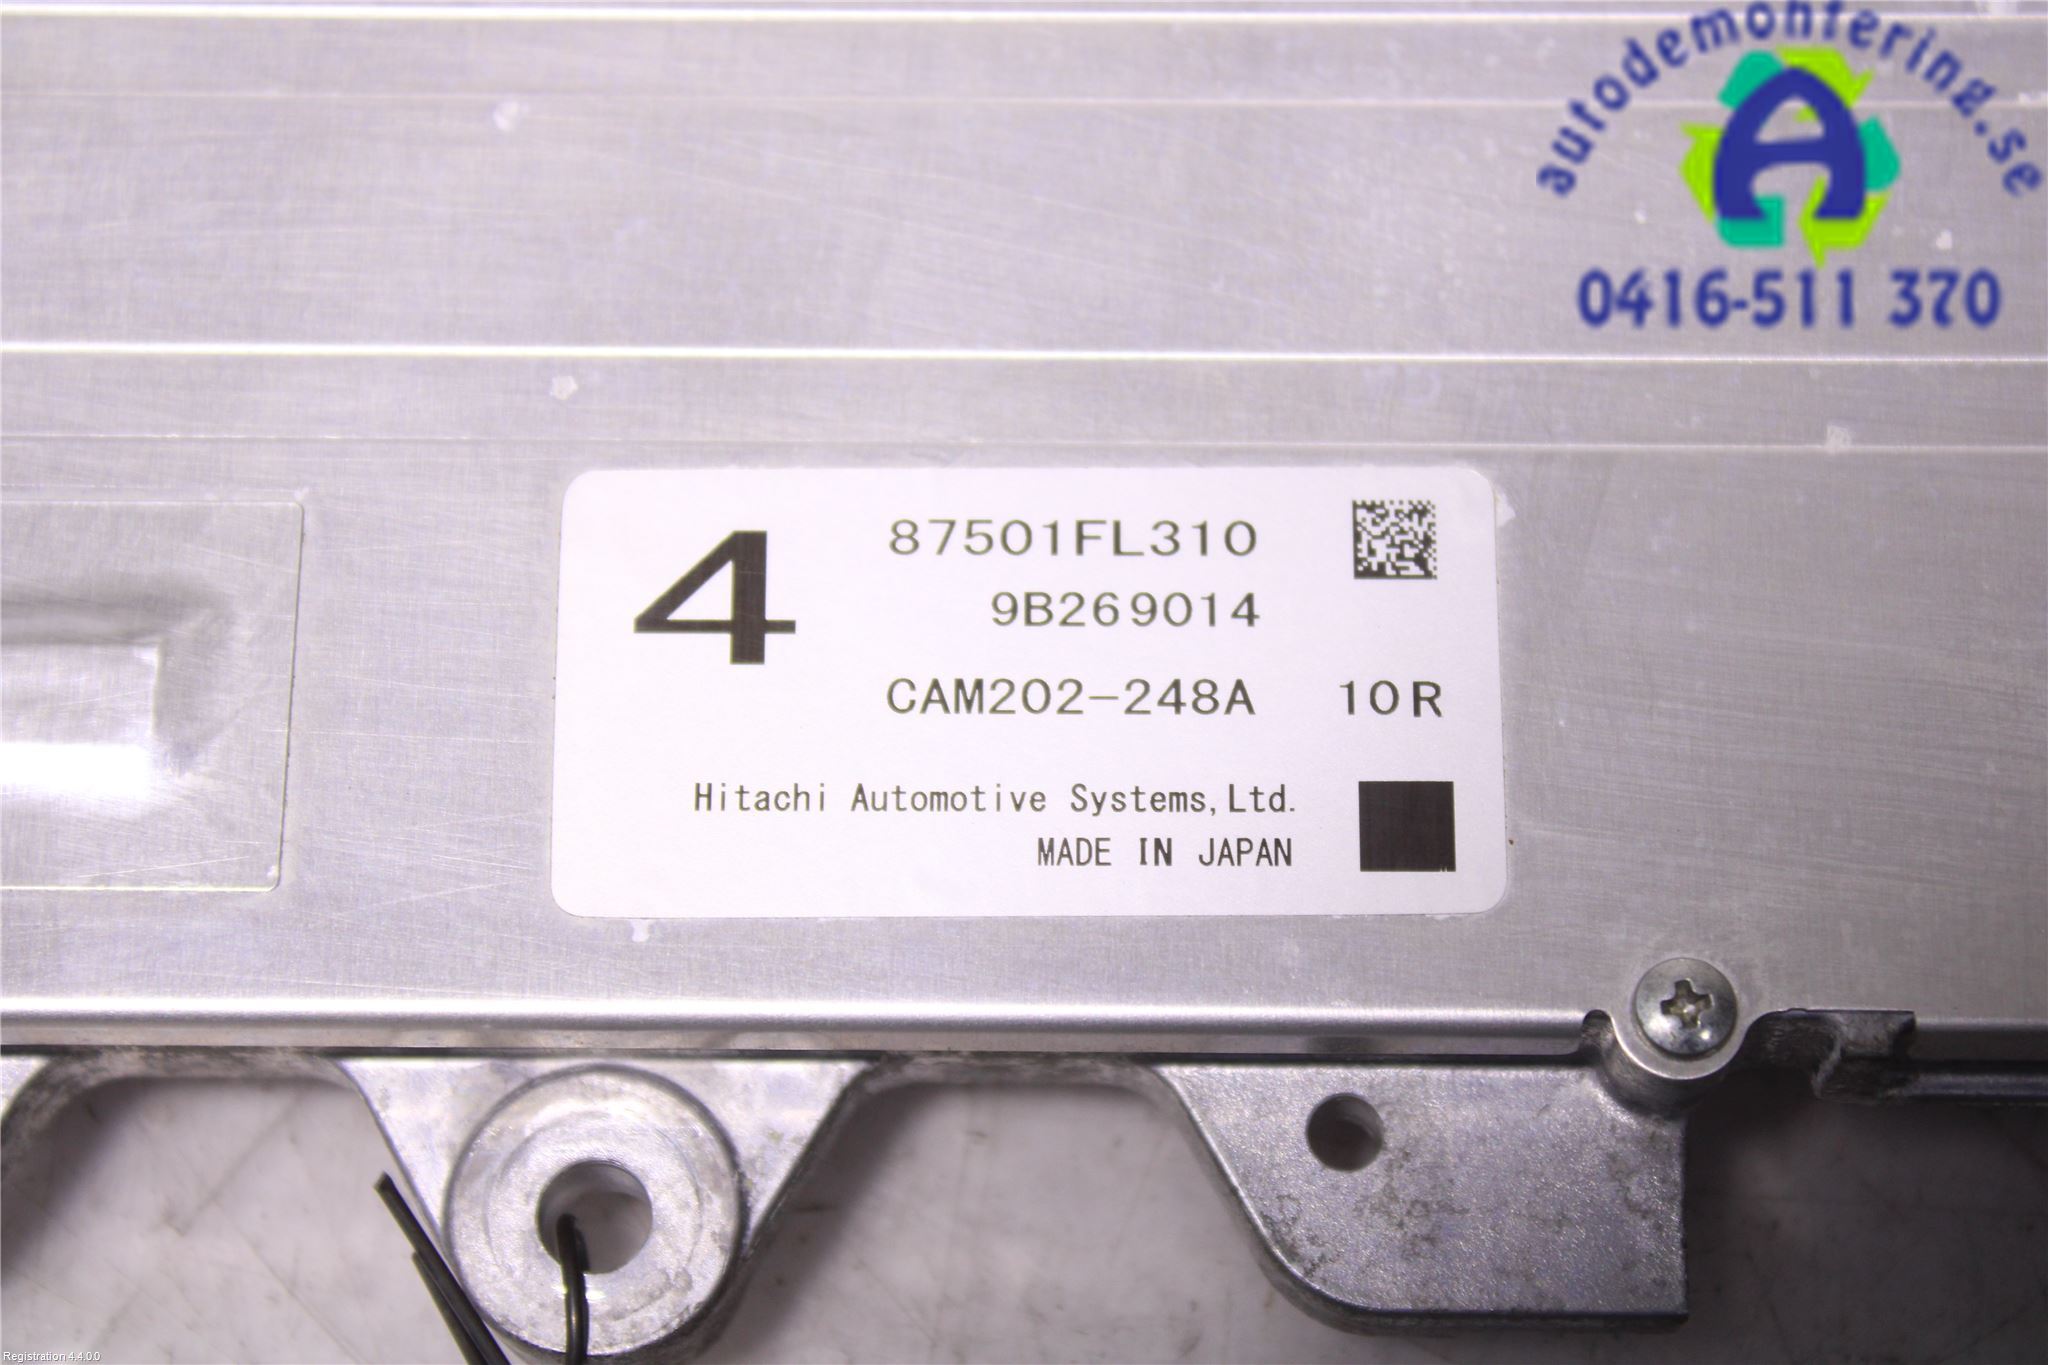 autodemontering.se
A
0416-511 370
4
87501FL310
9B269014
CAM202-248A 10R
Hitachi Automotive Systems,Ltd.
MADE IN JAPAN
Registration 4.4.0.0